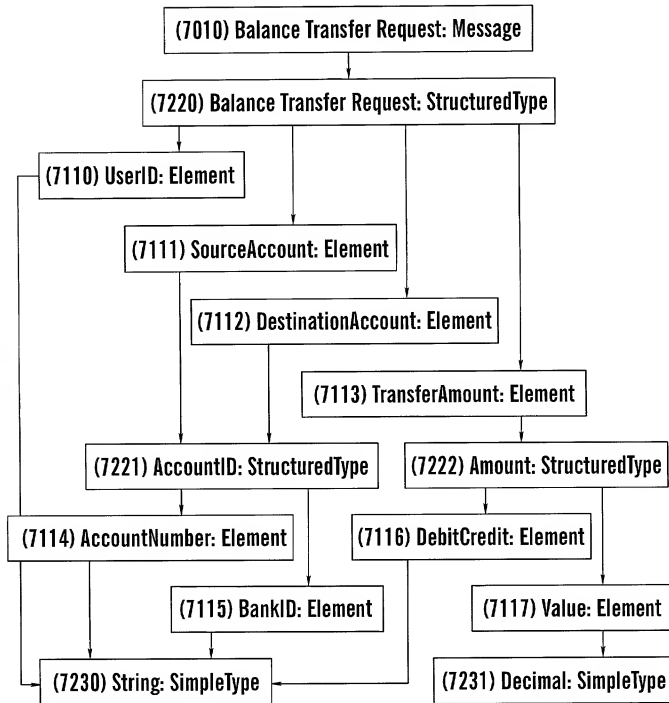 (7010) Balance Transfer Request: Message
(7220) Balance Transfer Request: StructuredType
(7110) UserID: Element
(7111) SourceAccount: Element
(7112) DestinationAccount: Element
(7113) TransferAmount: Element
(7221) AccountID: StructuredType
(7222) Amount: StructuredType
(7114) AccountNumber: Element
(7116) DebitCredit: Element
(7115) BankID: Element
(7117) Value: Element
(7230) String: SimpleType
(7231) Decimal: SimpleType